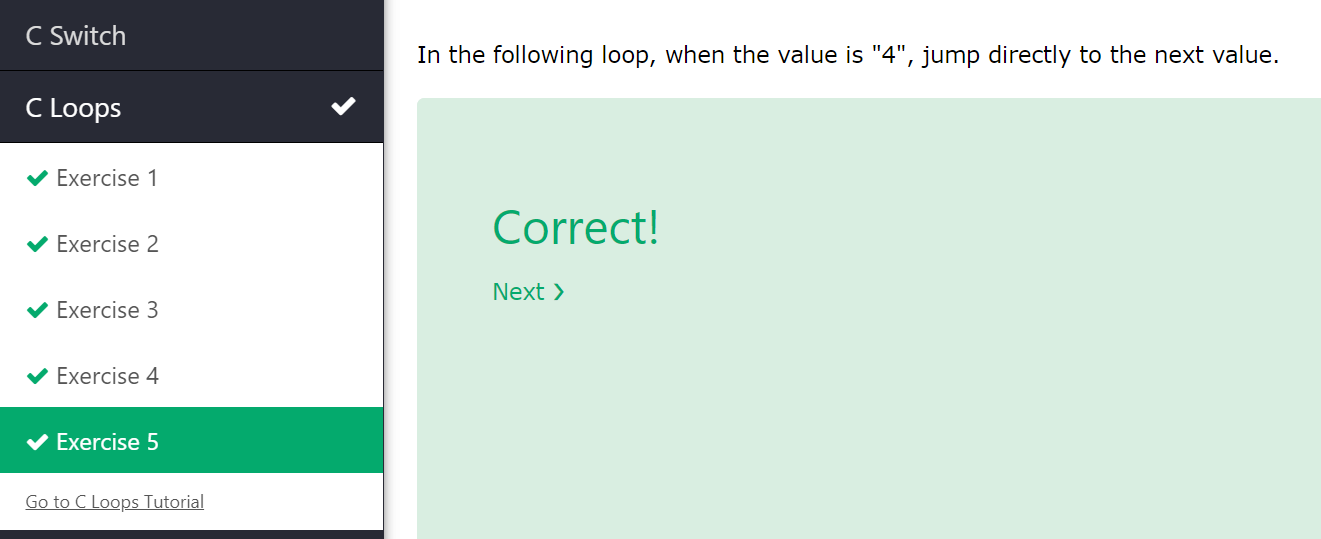 C Switch
C Loops
Exercise 1
Exercise 2
Exercise 3
Exercise 4
Exercise 5
Go to C Loops Tutorial
In the following loop, when the value is "4", jump directly to the next value.
Correct!
Next ❯